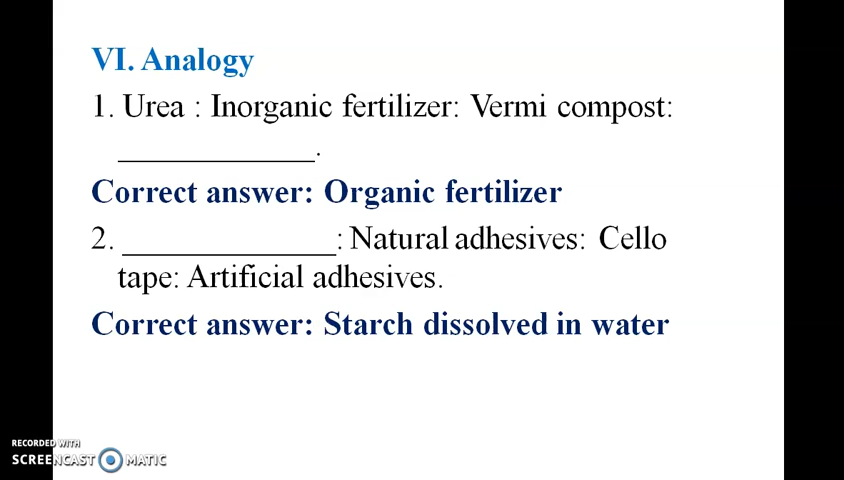 VI. Analogy
1. Urea : Inorganic fertilizer: Vermi compost:
_____________.
Correct answer: Organic fertilizer
2. ______________: Natural adhesives: Cello
tape: Artificial adhesives.
Correct answer: Starch dissolved in water
RECORDED WITH
SCREENCAST MATIC